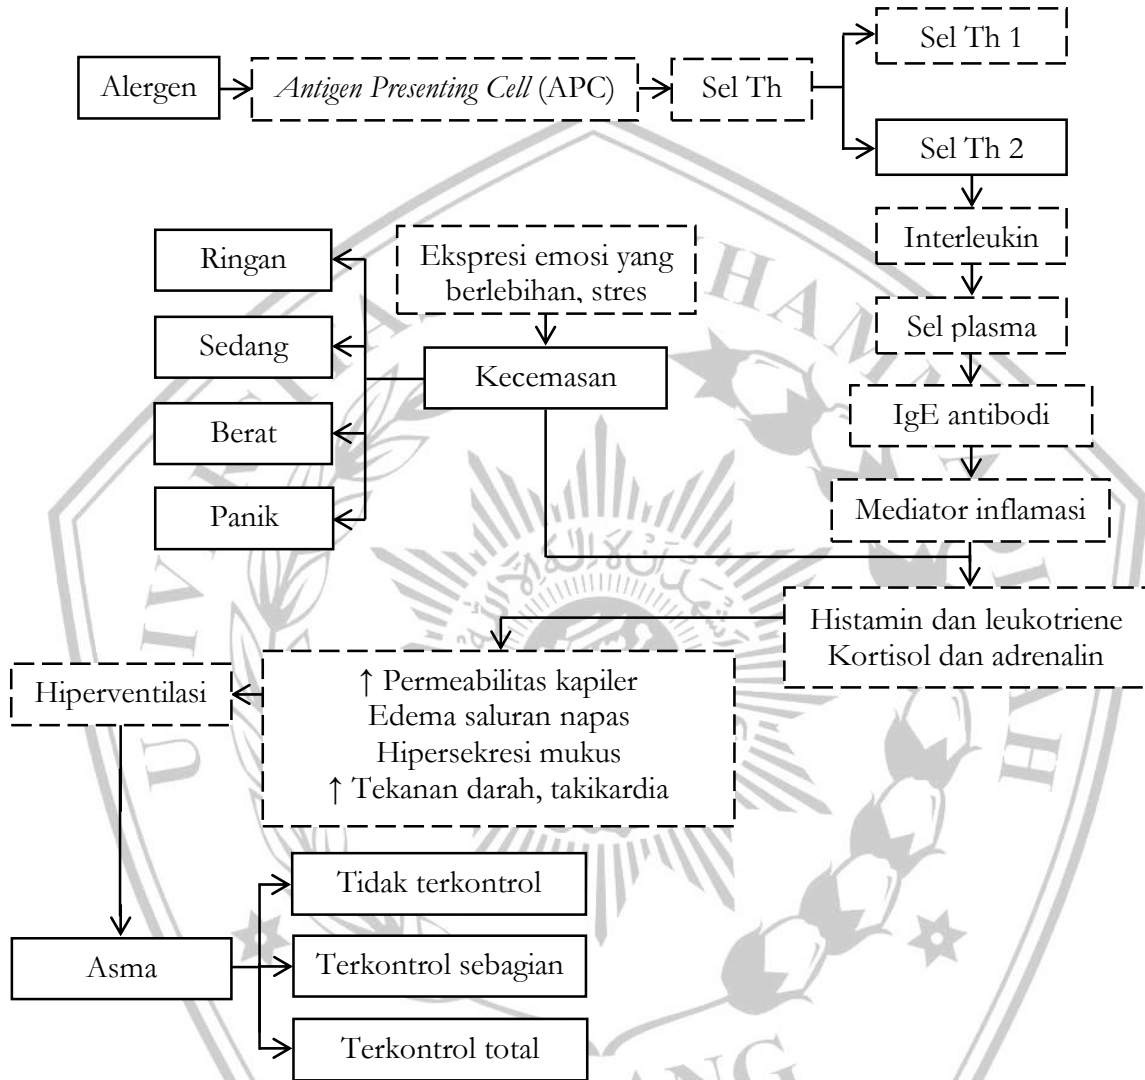 Alergen
Antigen Presenting Cell (APC)
Sel Th
Sel Th 1
Sel Th 2
Interleukin
Sel plasma
IgE antibodi
Mediator inflamasi
Ekspresi emosi yang
berlebihan, stres
Kecemasan
Ringan
Sedang
Berat
Panik
Histamin dan leukotriene
Kortisol dan adrenalin
↑ Permeabilitas kapiler
Edema saluran napas
Hipersekresi mukus
↑ Tekanan darah, takikardia
Hiperventilasi
Asma
Tidak terkontrol
Terkontrol sebagian
Terkontrol total